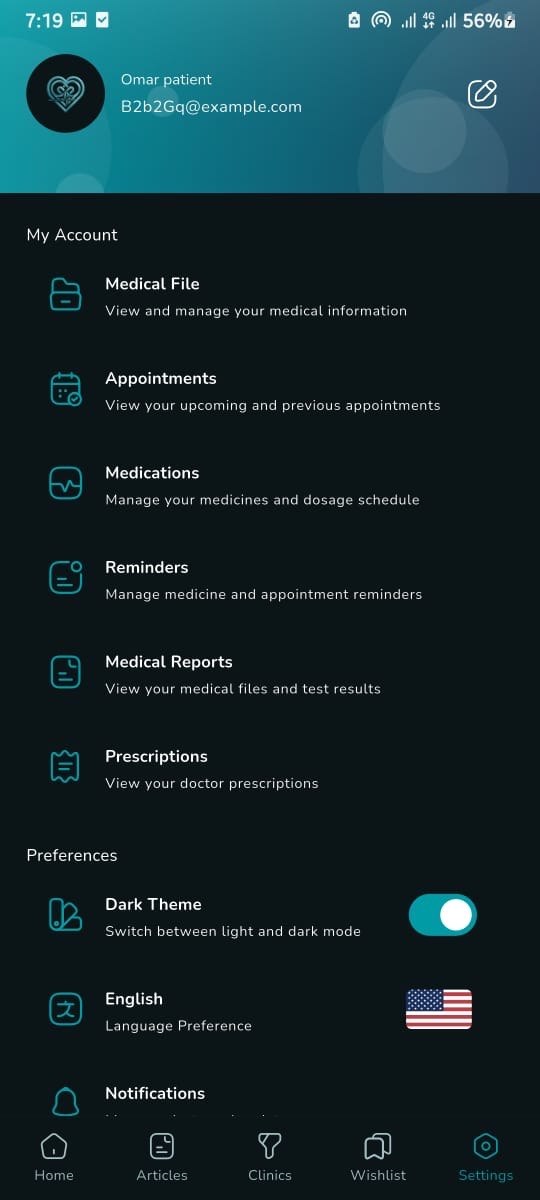 7:19
4G
56%
Omar patient
B2b2Gq@example.com
My Account
Medical File
View and manage your medical information
Appointments
View your upcoming and previous appointments
Medications
Manage your medicines and dosage schedule
Reminders
Manage medicine and appointment reminders
Medical Reports
View your medical files and test results
Prescriptions
View your doctor prescriptions
Preferences
Dark Theme
Switch between light and dark mode
English
Language Preference
Notifications
Home
Articles
Clinics
Wishlist
Settings